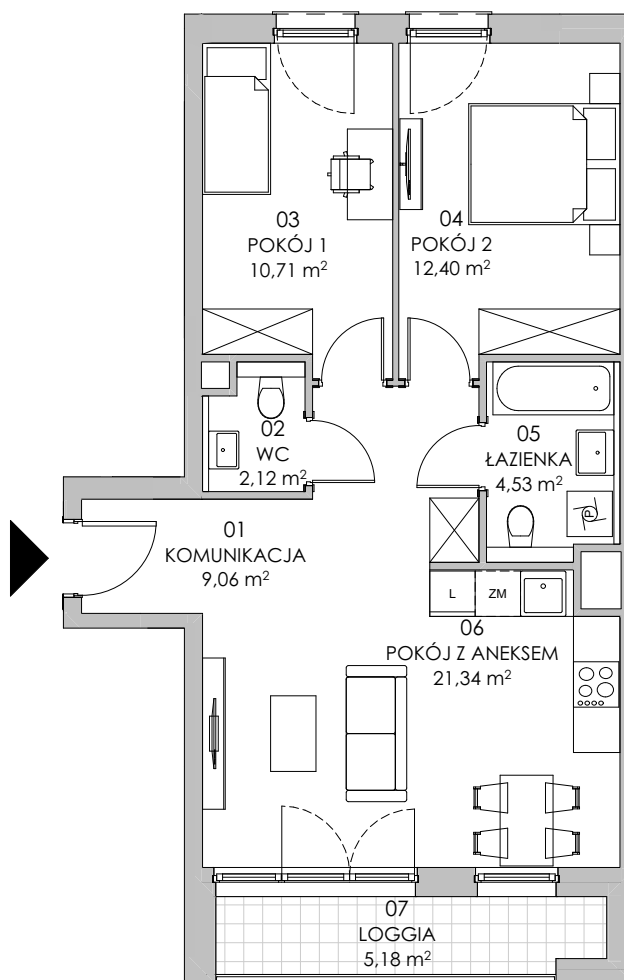 03
POKÓJ 1
10,71 m²
04
POKÓJ 2
12,40 m²
02
WC
2,12 m²
05
ŁAZIENKA
4,53 m²
P
01
KOMUNIKACJA
9,06 m²
L
ZM
06
POKÓJ Z ANEKSEM
21,34 m²
07
LOGGIA
5,18 m²